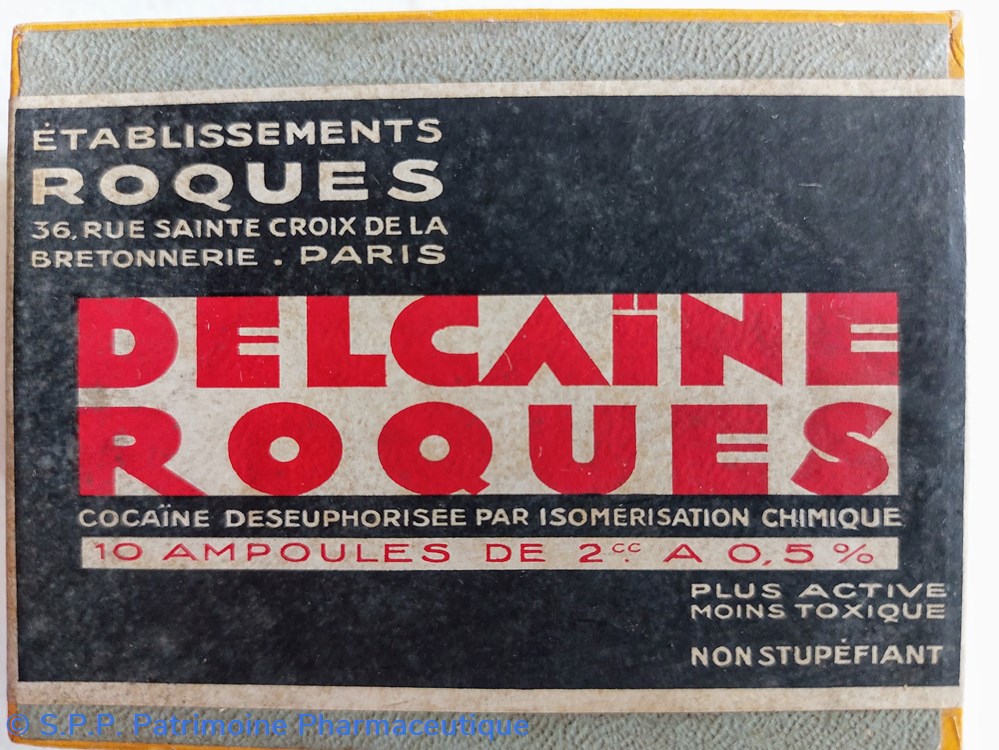 ÉTABLISSEMENTS
ROQUES
36, RUE SAINTE CROIX DE LA
BRETONNERIE . PARIS
DELCAÏNE
ROQUES
COCAÏNE DESEUPHORISÉE PAR ISOMÉRISATION CHIMIQUE
10 AMPOULES DE 2cc. A 0,5%
PLUS ACTIVE
MOINS TOXIQUE
NON STUPÉFIANT
© S.P.P. Patrimoine Pharmaceutique